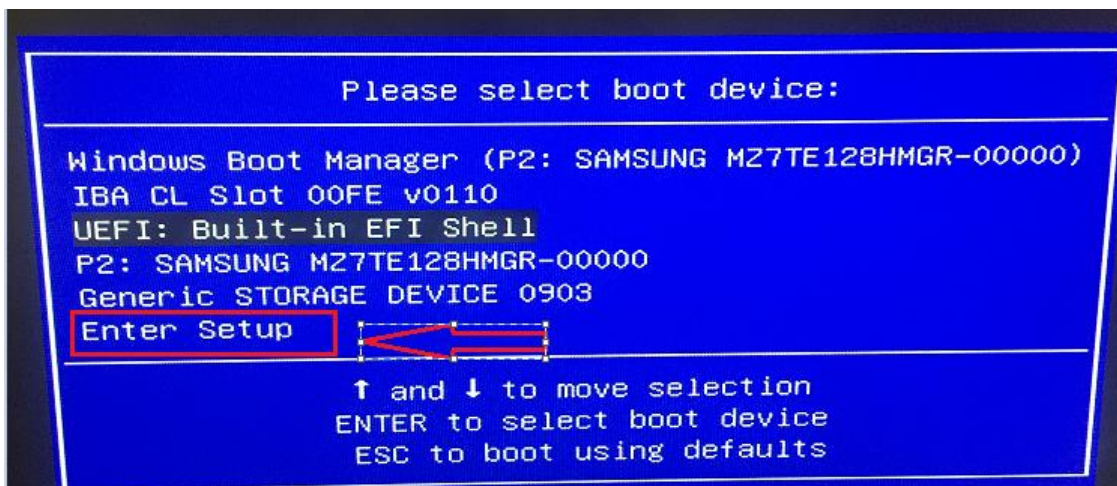 Please select boot device:
Windows Boot Manager (P2: SAMSUNG MZ7TE128HMGR-00000)
IBA CL Slot 00FE v0110
UEFI: Built-in EFI Shell
P2: SAMSUNG MZ7TE128HMGR-00000
Generic STORAGE DEVICE 0903
Enter Setup
↑ and ↓ to move selection
ENTER to select boot device
ESC to boot using defaults